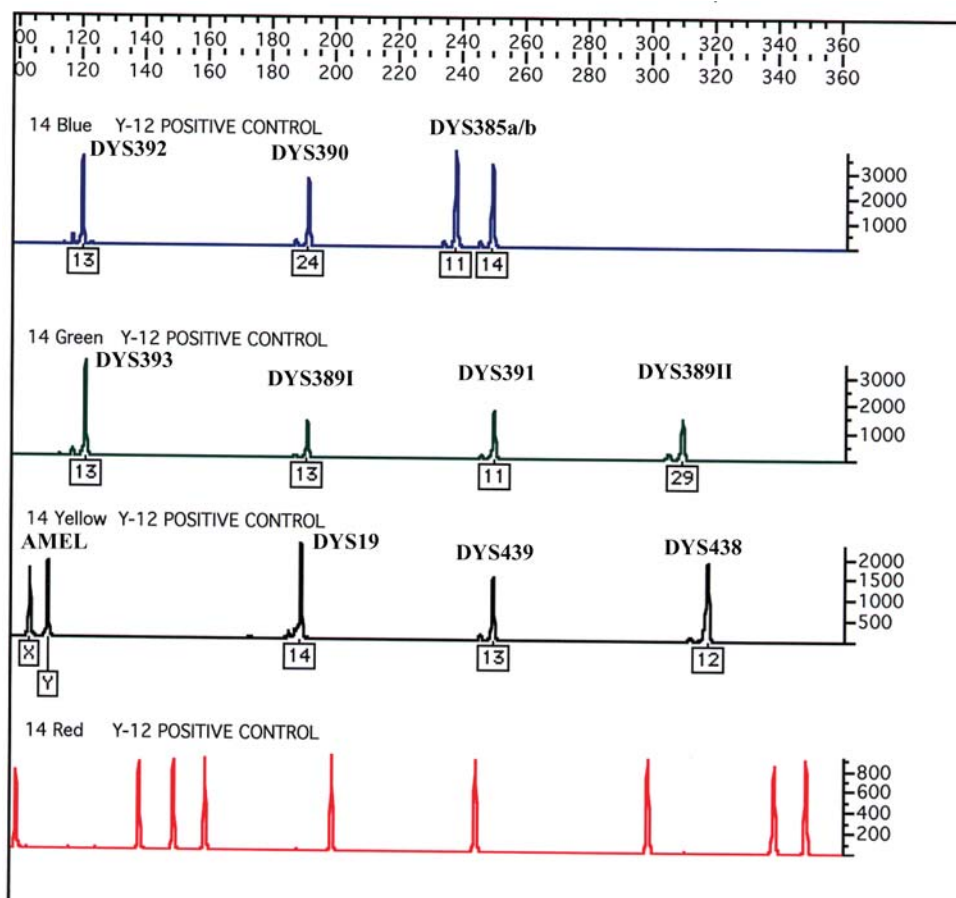 00 120 140 160 180 200 220 240 260 280 300 320 340 360
00 120 140 160 180 200 220 240 260 280 300 320 340 360
14 Blue Y-12 POSITIVE CONTROL
DYS392 DYS390 DYS385a/b
3000
2000
1000
13 24 11 14
14 Green Y-12 POSITIVE CONTROL
DYS393 DYS389I DYS391 DYS389II
3000
2000
1000
13 13 11 29
14 Yellow Y-12 POSITIVE CONTROL
AMEL DYS19 DYS439 DYS438
2000
1500
1000
500
X 14 13 12
Y
14 Red Y-12 POSITIVE CONTROL
800
600
400
200